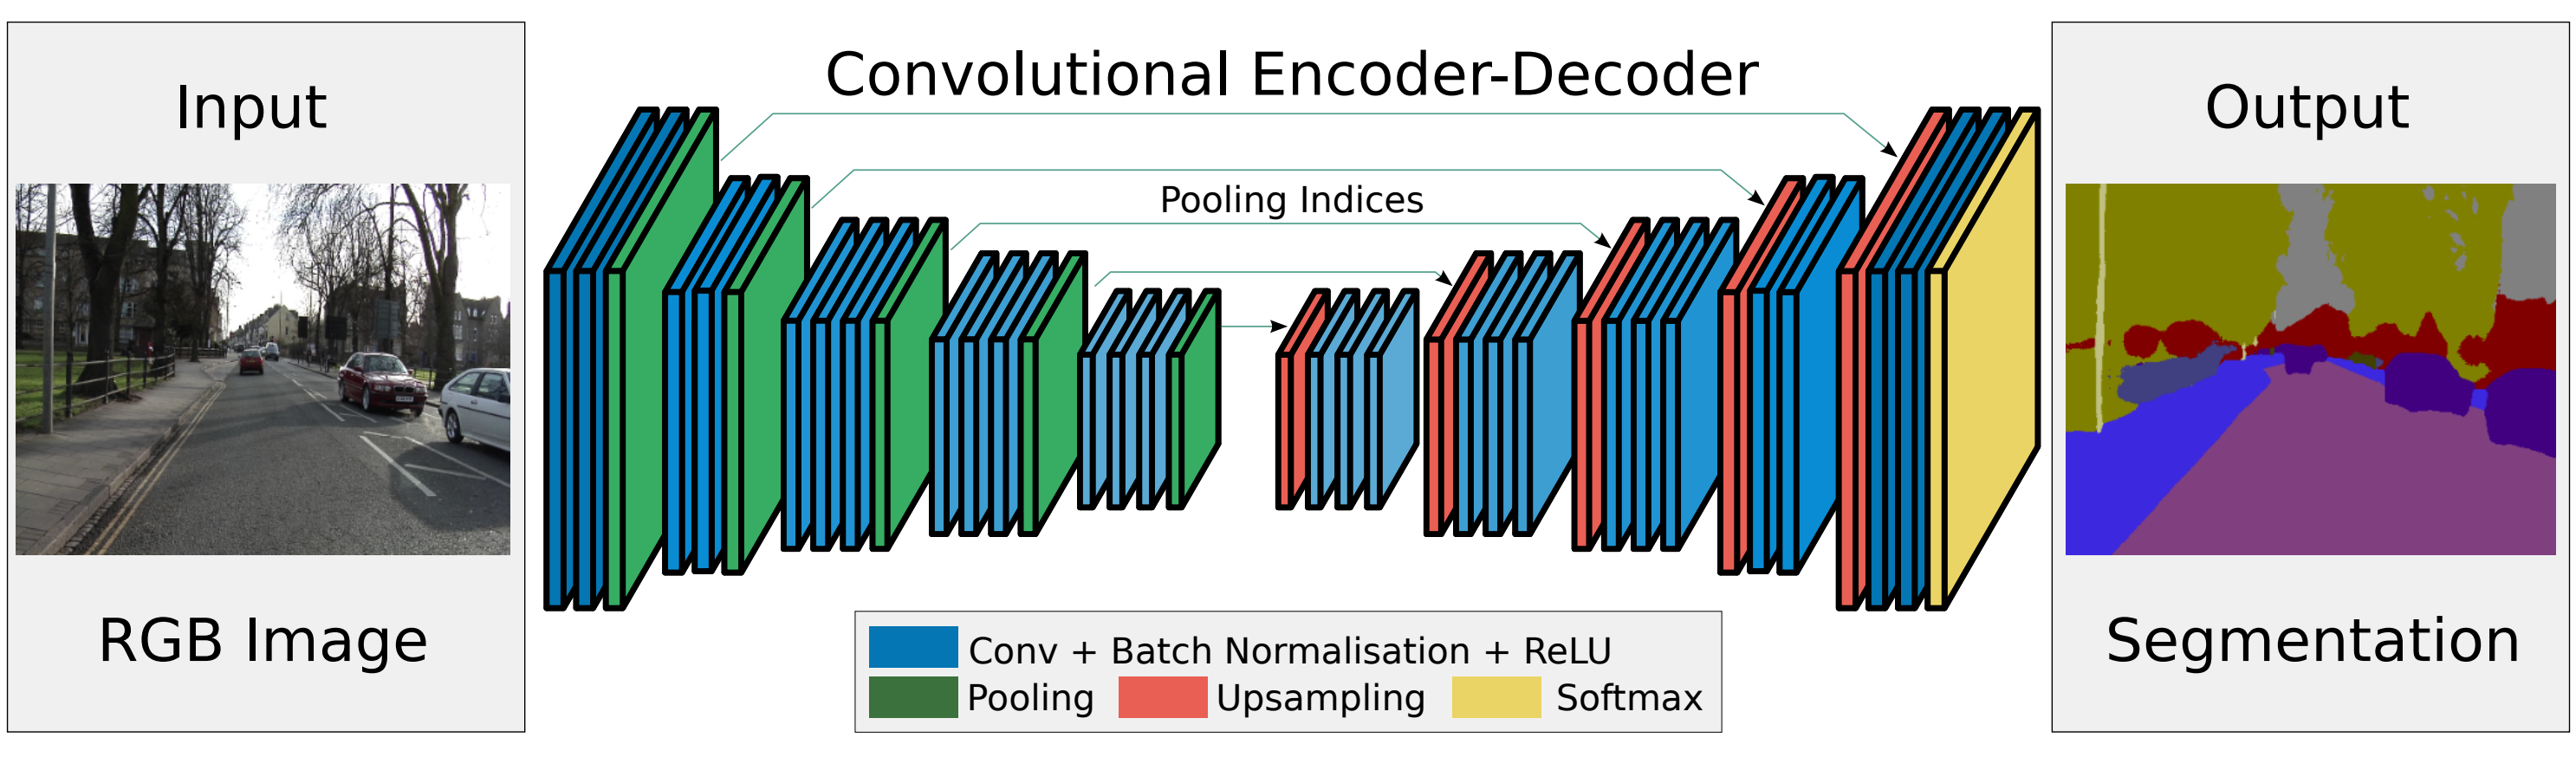 Input
RGB Image
Convolutional Encoder-Decoder
Pooling Indices
Conv + Batch Normalisation + ReLU
Pooling Upsampling Softmax
Output
Segmentation